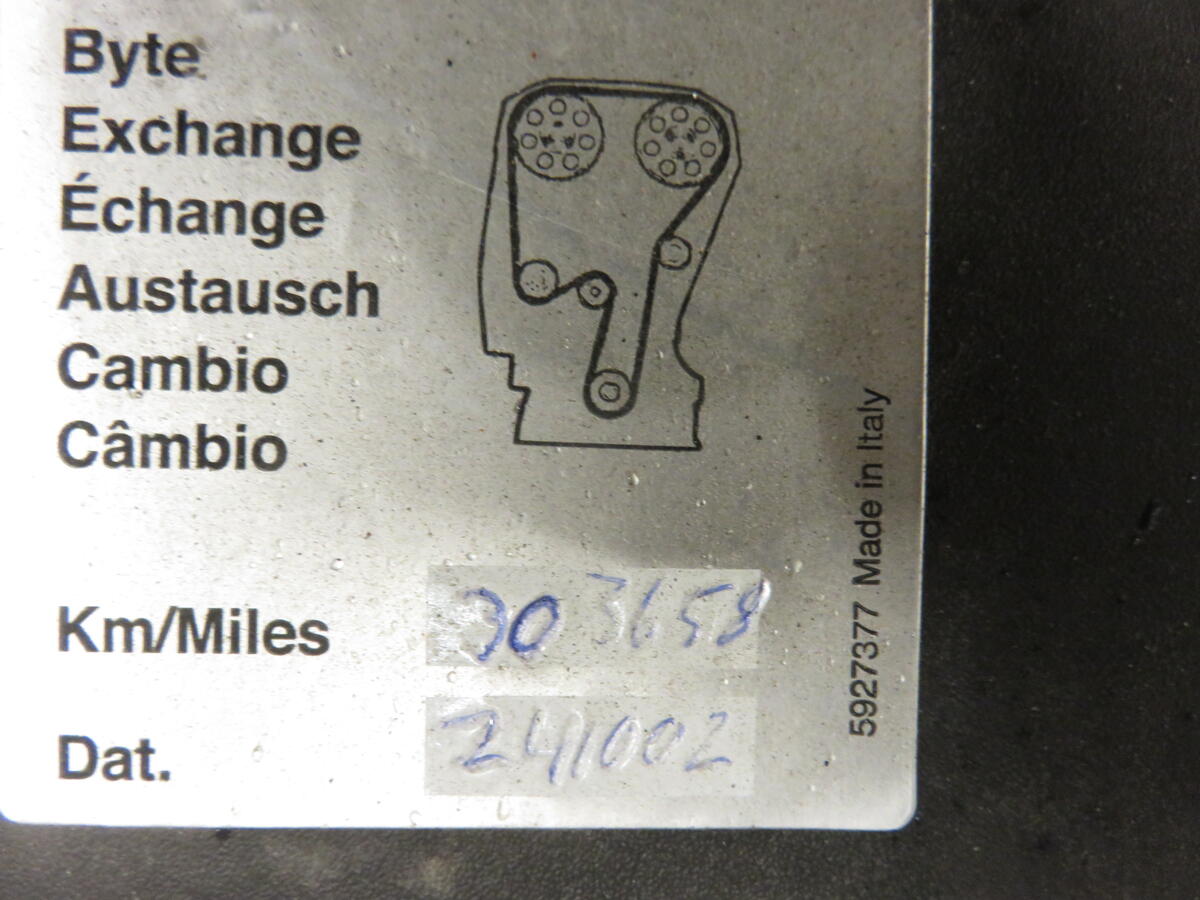 Byte
Exchange
Échange
Austausch
Cambio
Câmbio
Km/Miles 303658
Dat. 241002
5927377 Made in Italy